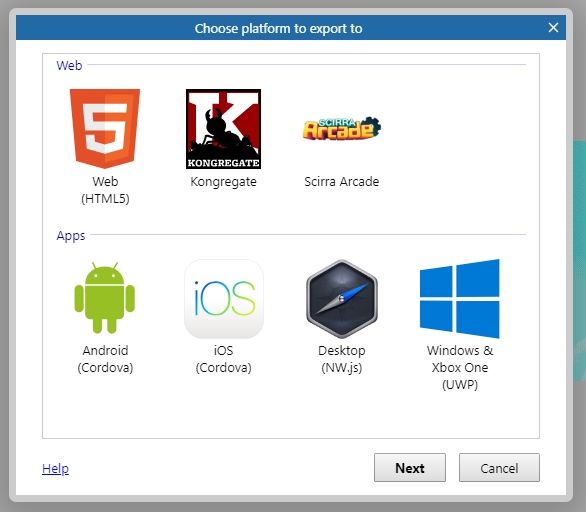 Choose platform to export to
Web
5
K
KONGREGATE
SCIRRA
Arcade
Web
(HTML5)
Kongregate
Scirra Arcade
Apps
iOS
Android
(Cordova)
iOS
(Cordova)
Desktop
(NW.js)
Windows &
Xbox One
(UWP)
Help
Next
Cancel